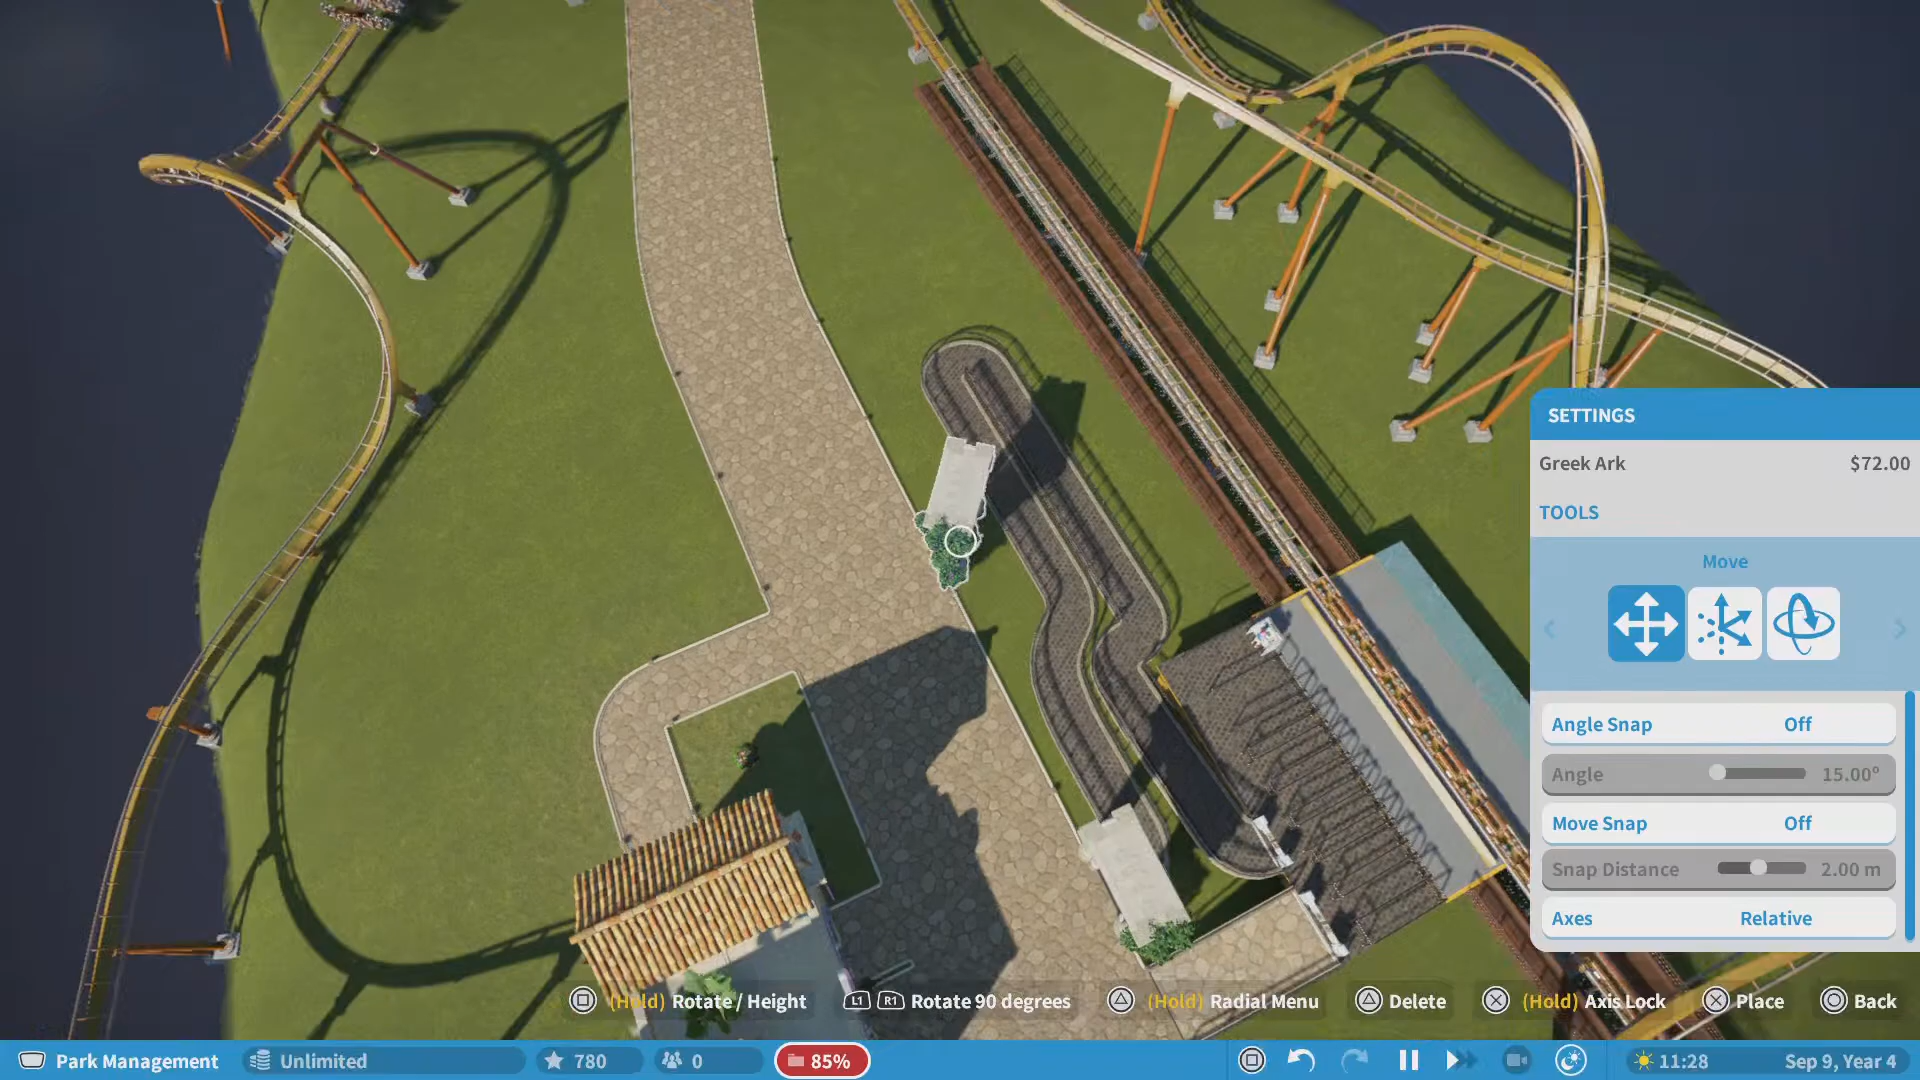 SETTINGS
Greek Ark $72.00
TOOLS
Move
Angle Snap Off
Angle 15.00°
Move Snap Off
Snap Distance 2.00 m
Axes Relative
(Hold) Rotate / Height L1 R1 Rotate 90 degrees (Hold) Radial Menu Delete (Hold) Axis Lock Place Back
Park Management Unlimited 780 0 85% 11:28 Sep 9, Year 4